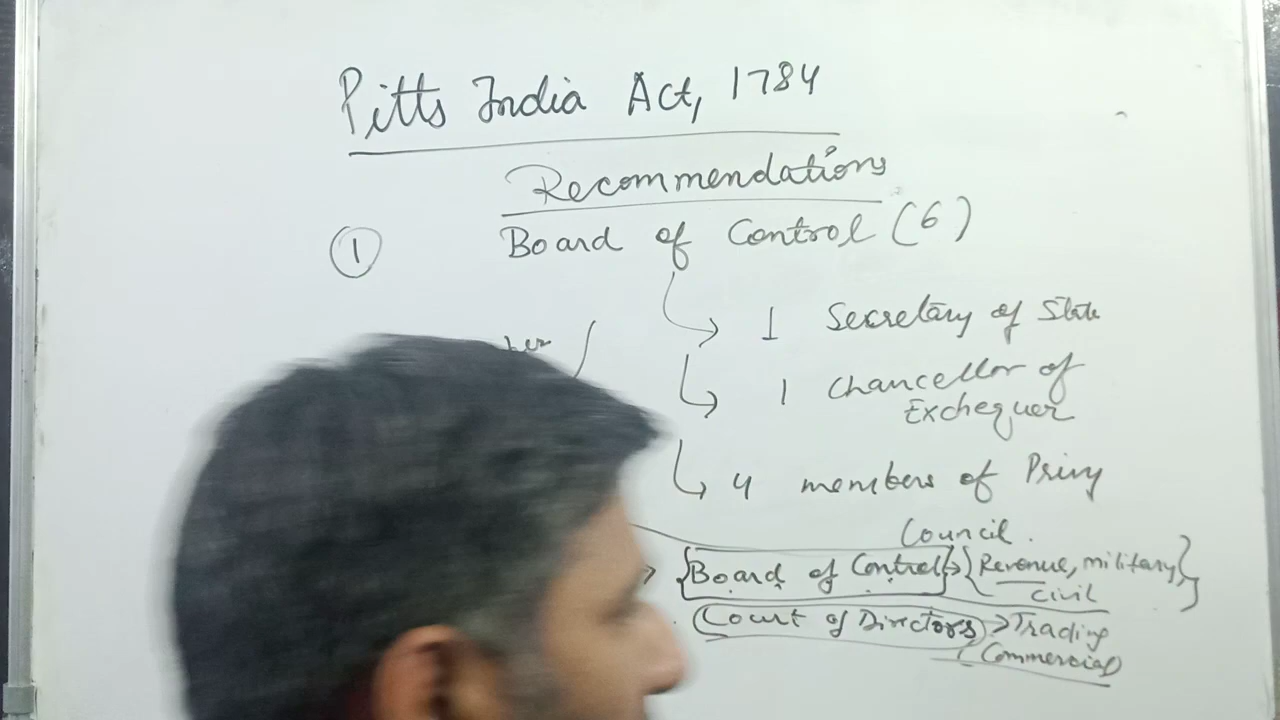 Pitts India Act, 1784
Recommendations
1 Board of Control (6)
1 Secretary of State
1 Chancellor of
Exchequer
4 members of Privy
Council.
Board of Control → {Revenue, military,
Civil}
Court of Directors > Trading
Commercial